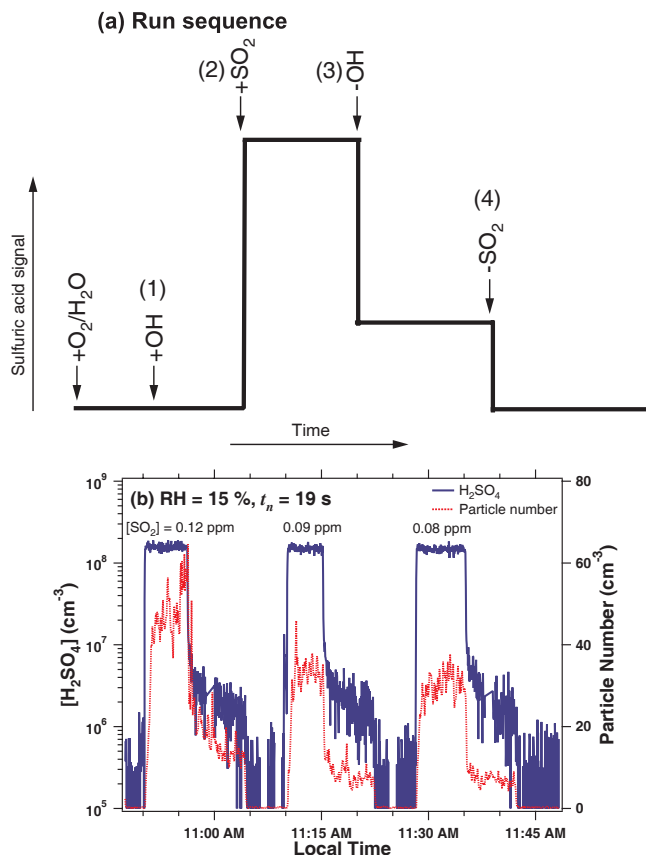 (a) Run sequence
(2) +SO₂
(3) -OH
(4) -SO₂
(1) +OH
+O₂/H₂O
Sulfuric acid signal
Time
(b) RH = 15 %, tₙ = 19 s
H₂SO₄
Particle number
[SO₂] = 0.12 ppm 0.09 ppm 0.08 ppm
[H₂SO₄] (cm⁻³)
10⁹
10⁸
10⁷
10⁶
10⁵
80
60
40
20
0
Particle Number (cm⁻³)
11:00 AM 11:15 AM 11:30 AM 11:45 AM
Local Time